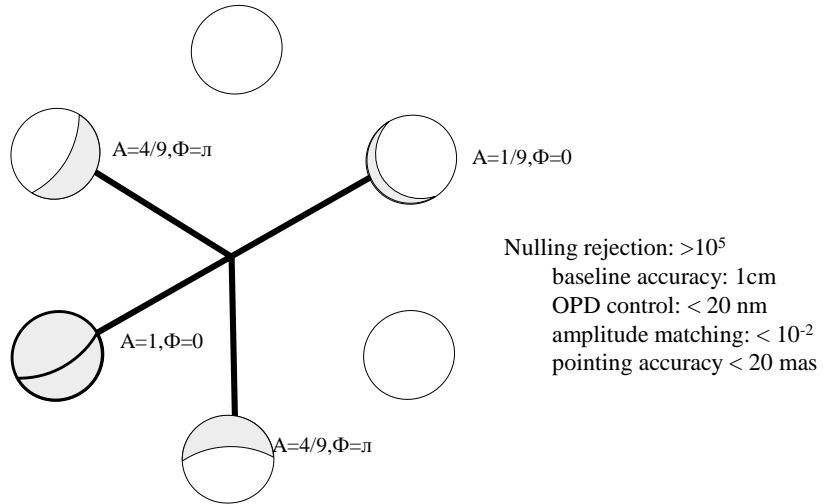 A=4/9,Φ=л
A=1/9,Φ=0
Nulling rejection: >10⁵
baseline accuracy: 1cm
OPD control: < 20 nm
amplitude matching: < 10⁻²
pointing accuracy < 20 mas
A=1,Φ=0
A=4/9,Φ=л